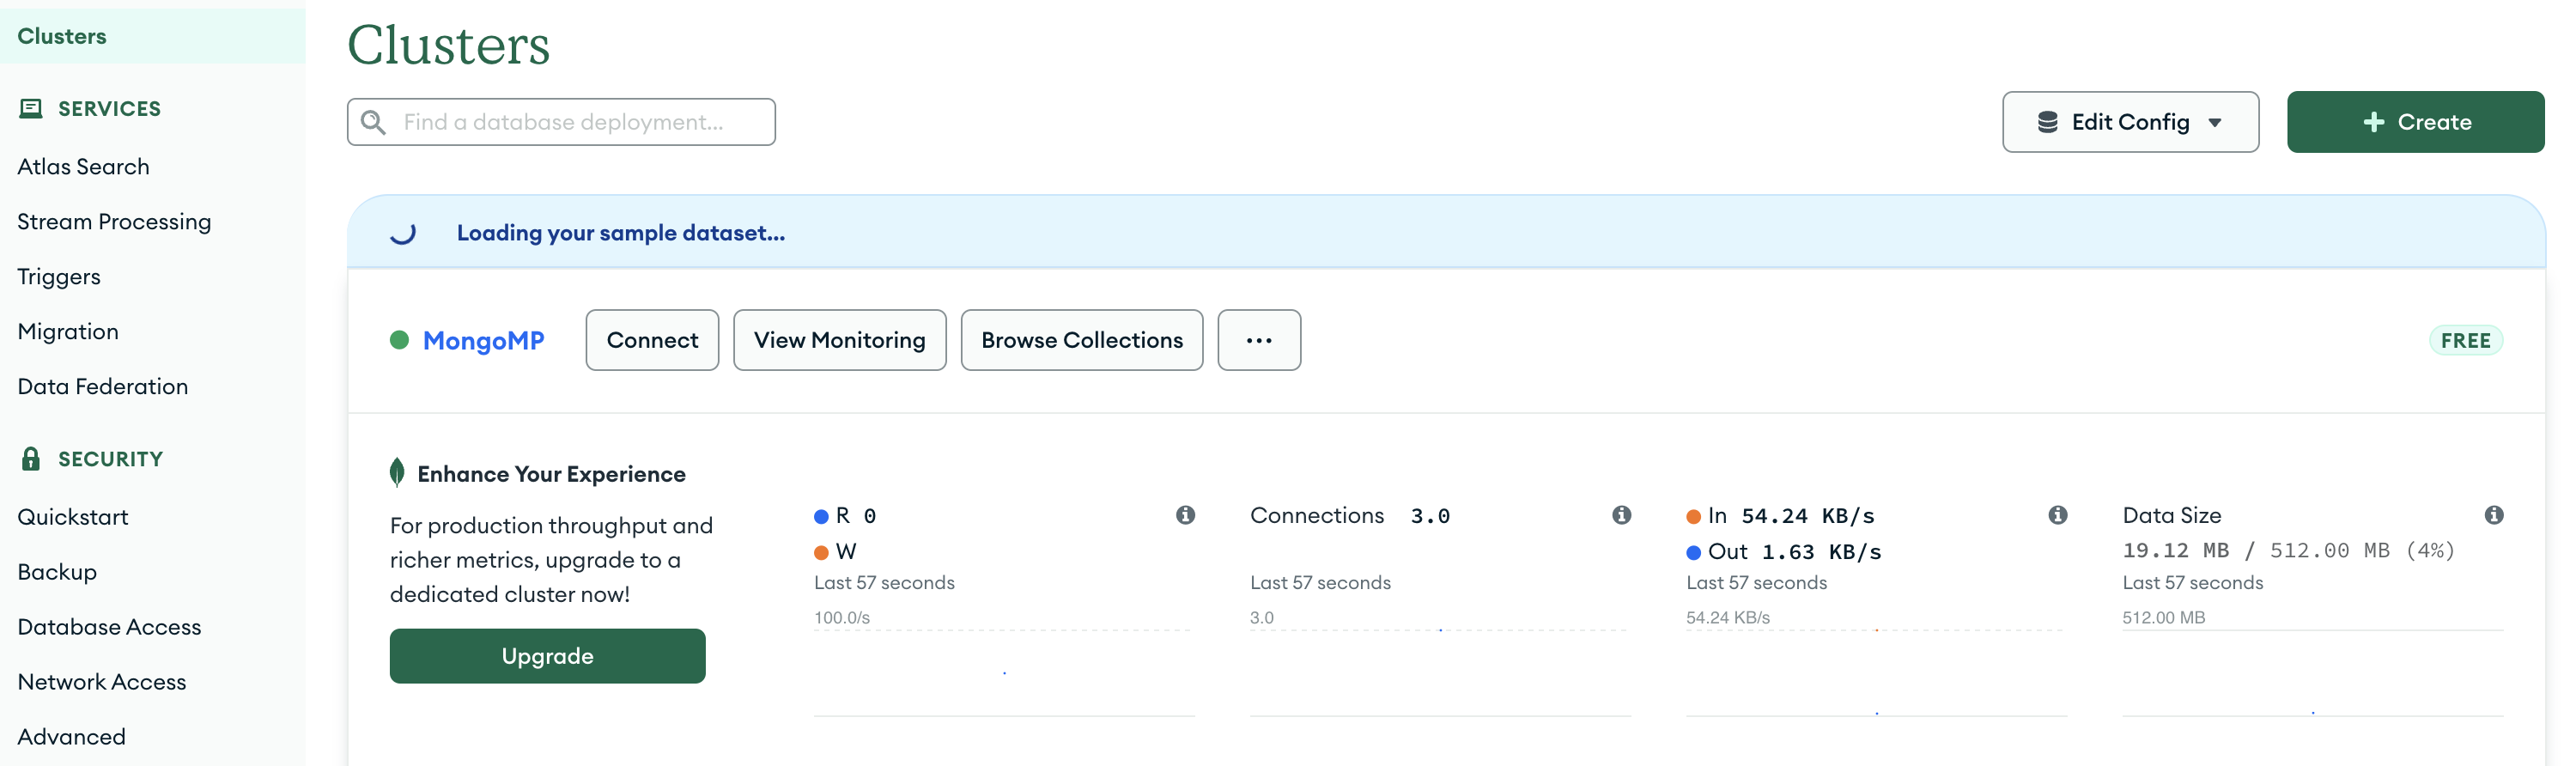 Clusters
SERVICES
Atlas Search
Stream Processing
Triggers
Migration
Data Federation
SECURITY
Quickstart
Backup
Database Access
Network Access
Advanced
Clusters
Find a database deployment...
Edit Config
Create
Loading your sample dataset...
MongoMP
Connect
View Monitoring
Browse Collections
...
FREE
Enhance Your Experience
For production throughput and
richer metrics, upgrade to a
dedicated cluster now!
Upgrade
R 0
W
Last 57 seconds
100.0/s
Connections 3.0
Last 57 seconds
3.0
In 54.24 KB/s
Out 1.63 KB/s
Last 57 seconds
54.24 KB/s
Data Size
19.12 MB / 512.00 MB (4%)
Last 57 seconds
512.00 MB